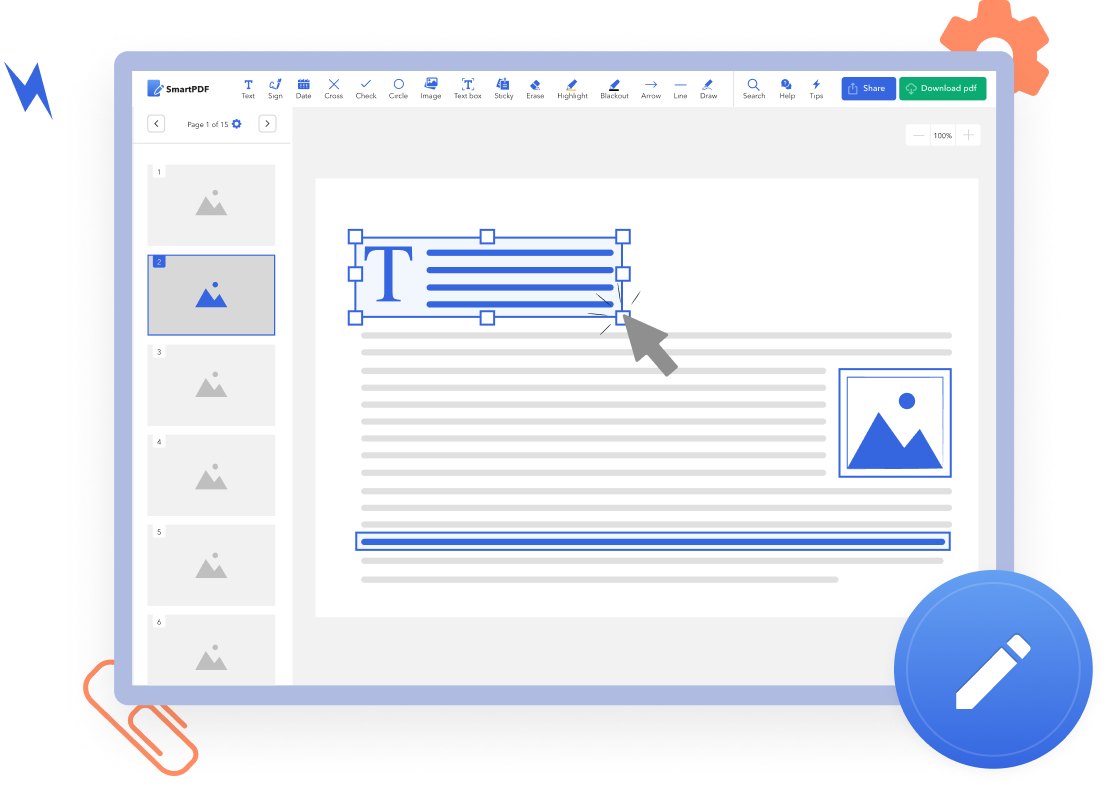 SmartPDF
Text Sign Date Cross Check Circle Image Text box Sticky Erase Highlight Blackout Arrow Line Draw Search Help Tips Share Download pdf
Page 1 of 15
100%
1
2
T
3
4
5
6